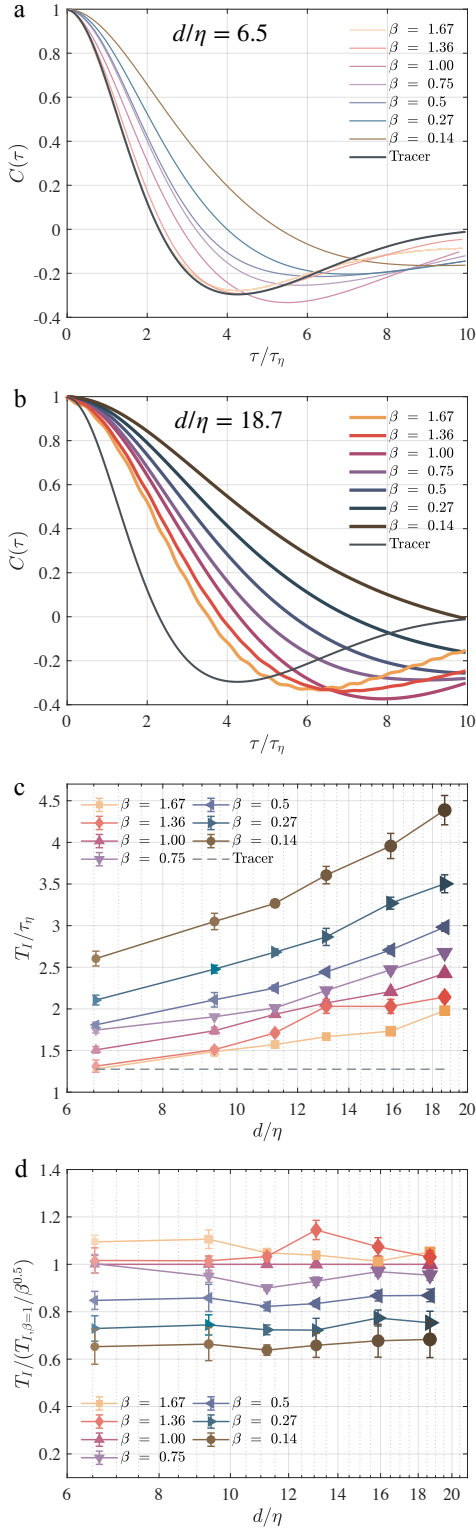 a
d/η = 6.5
β = 1.67
β = 1.36
β = 1.00
β = 0.75
β = 0.5
β = 0.27
β = 0.14
Tracer
C(τ)
1
0.8
0.6
0.4
0.2
0
-0.2
-0.4
0 2 4 6 8 10
τ/τ_η
b
d/η = 18.7
β = 1.67
β = 1.36
β = 1.00
β = 0.75
β = 0.5
β = 0.27
β = 0.14
Tracer
C(τ)
1
0.8
0.6
0.4
0.2
0
-0.2
-0.4
0 2 4 6 8 10
τ/τ_η
c
β = 1.67 β = 0.5
β = 1.36 β = 0.27
β = 1.00 β = 0.14
β = 0.75 Tracer
T_I/τ_η
4.5
4
3.5
3
2.5
2
1.5
1
6 8 10 12 14 16 18 20
d/η
d
T_I/(T_{I,β=1}/β^{0.5})
1.4
1.2
1
0.8
0.6
0.4
0.2
β = 1.67 β = 0.5
β = 1.36 β = 0.27
β = 1.00 β = 0.14
β = 0.75
6 8 10 12 14 16 18 20
d/η